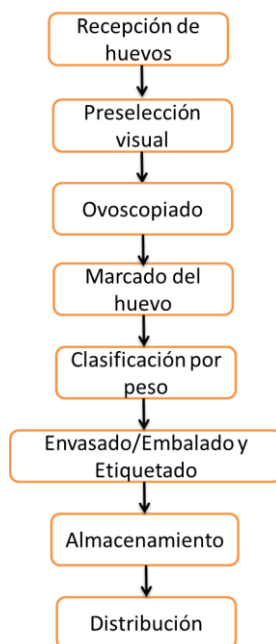 Recepción de
huevos
Preselección
visual
Ovoscopiado
Marcado del
huevo
Clasificación por
peso
Envasado/Embalado y
Etiquetado
Almacenamiento
Distribución